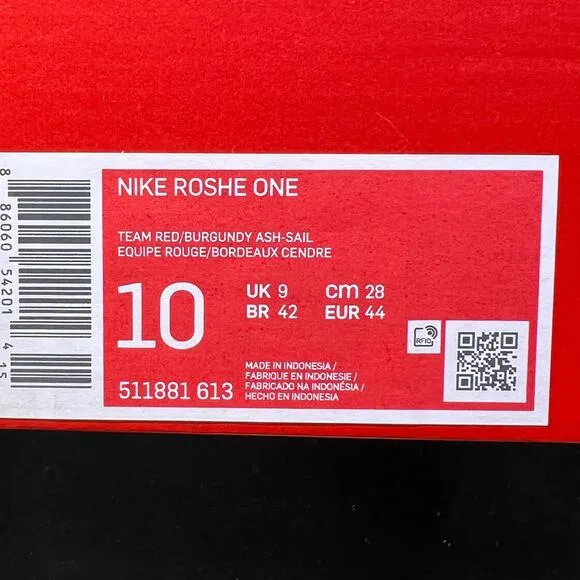 NIKE ROSHE ONE
TEAM RED/BURGUNDY ASH-SAIL
EQUIPE ROUGE/BORDEAUX CENDRE
10
UK 9 cm 28
BR 42 EUR 44
RFID
511881 613
MADE IN INDONESIA /
FABRIQUE EN INDONESIE /
FABRICADO NA INDONÉSIA /
HECHO EN INDONESIA
8 86060 54201 4 15